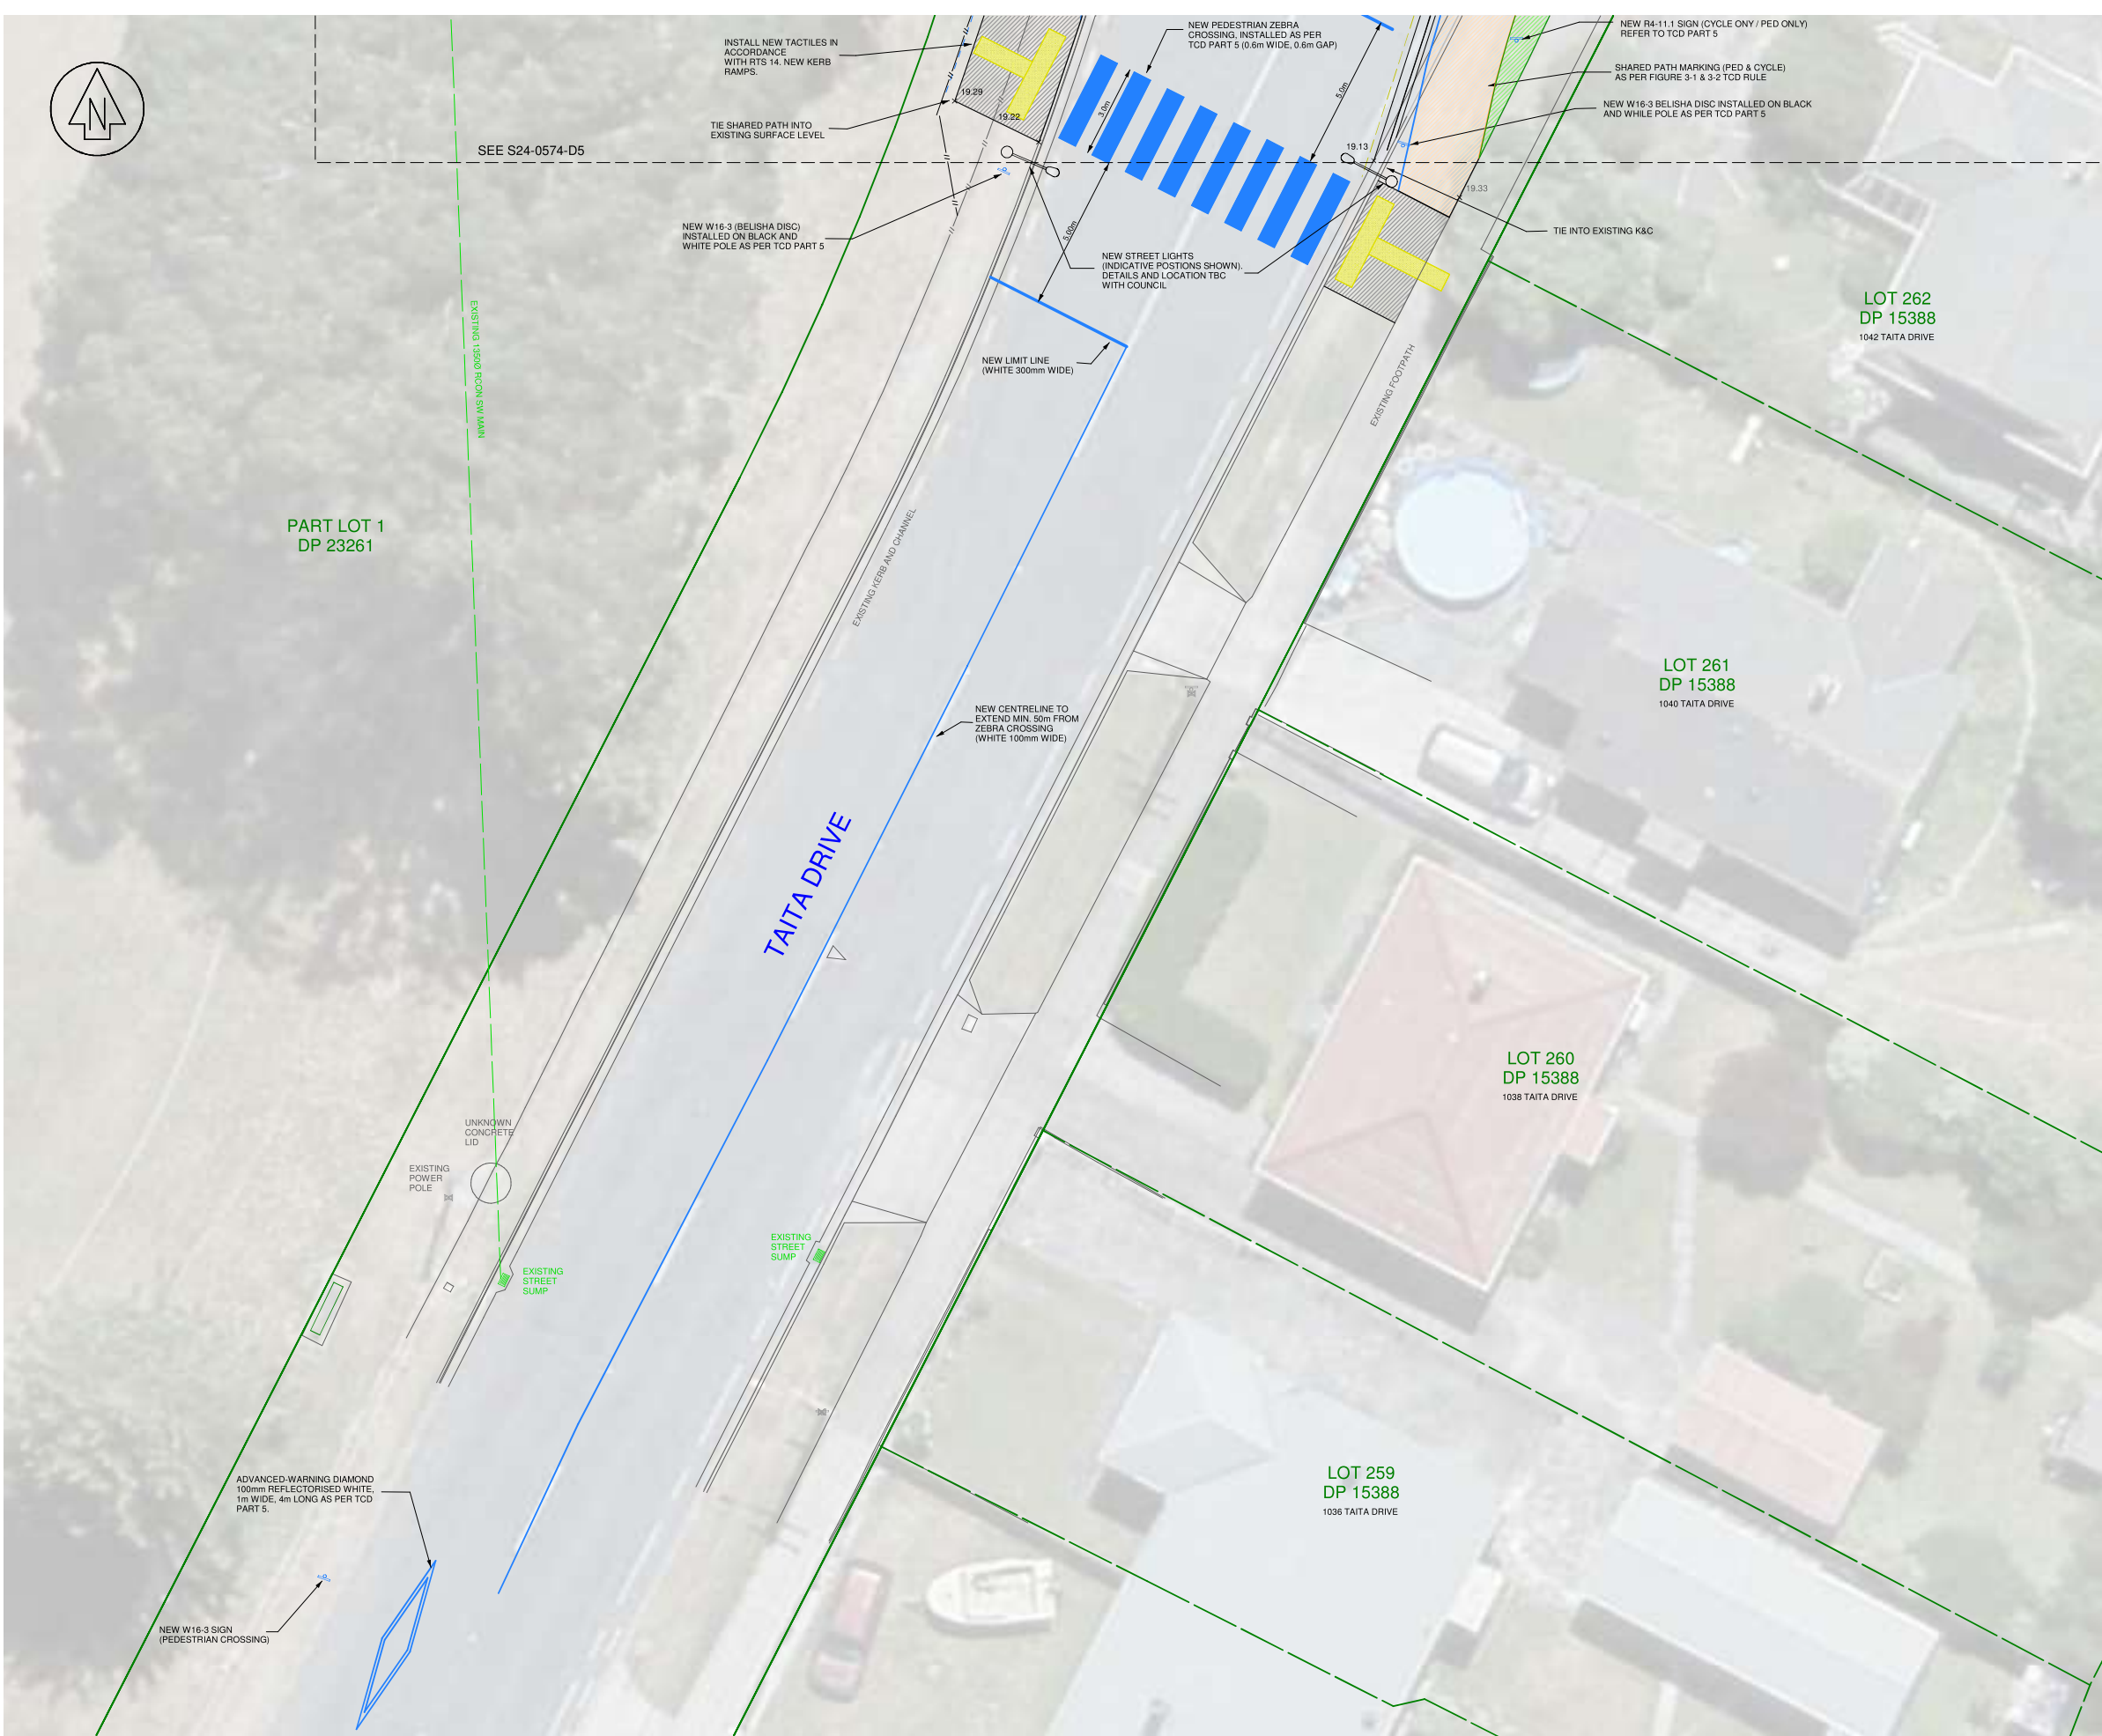 N
INSTALL NEW TACTILES IN
ACCORDANCE
WITH RTS 14. NEW KERB
RAMPS.
NEW PEDESTRIAN ZEBRA
CROSSING, INSTALLED AS PER
TCD PART 5 (0.6m WIDE, 0.6m GAP)
NEW R4-11.1 SIGN (CYCLE ONY / PED ONLY)
REFER TO TCD PART 5
SHARED PATH MARKING (PED & CYCLE)
AS PER FIGURE 3-1 & 3-2 TCD RULE
NEW W16-3 BELISHA DISC INSTALLED ON BLACK
AND WHILE POLE AS PER TCD PART 5
19.29
19.22
3.0m
5.0m
TIE SHARED PATH INTO
EXISTING SURFACE LEVEL
SEE S24-0574-D5
19.13
19.33
NEW W16-3 (BELISHA DISC)
INSTALLED ON BLACK AND
WHITE POLE AS PER TCD PART 5
5.00m
TIE INTO EXISTING K&C
NEW STREET LIGHTS
(INDICATIVE POSTIONS SHOWN).
DETAILS AND LOCATION TBC
WITH COUNCIL
LOT 262
DP 15388
1042 TAITA DRIVE
EXISTING 1350Ø RCON SW MAIN
NEW LIMIT LINE
(WHITE 300mm WIDE)
EXISTING FOOTPATH
PART LOT 1
DP 23261
EXISTING KERB AND CHANNEL
LOT 261
DP 15388
1040 TAITA DRIVE
NEW CENTRELINE TO
EXTEND MIN. 50m FROM
ZEBRA CROSSING
(WHITE 100mm WIDE)
TAITA DRIVE
LOT 260
DP 15388
1038 TAITA DRIVE
UNKNOWN
CONCRETE
LID
EXISTING
POWER
POLE
EXISTING
STREET
SUMP
EXISTING
STREET
SUMP
LOT 259
DP 15388
1036 TAITA DRIVE
ADVANCED-WARNING DIAMOND
100mm REFLECTORISED WHITE,
1m WIDE, 4m LONG AS PER TCD
PART 5.
NEW W16-3 SIGN
(PEDESTRIAN CROSSING)